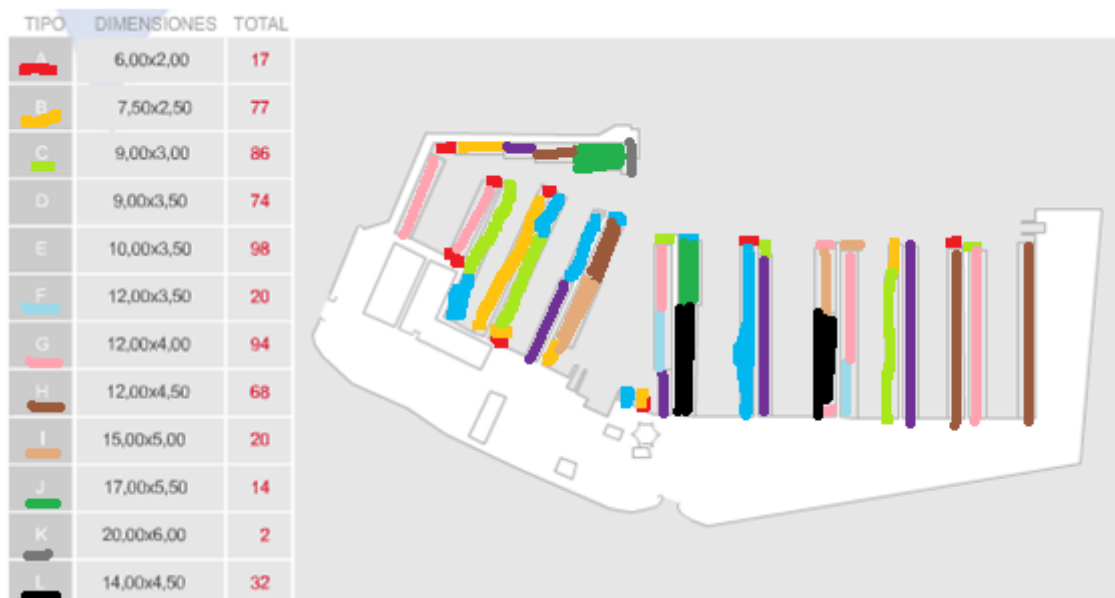 TIPO DIMENSIONES TOTAL
A 6,00x2,00 17
B 7,50x2,50 77
C 9,00x3,00 86
D 9,00x3,50 74
E 10,00x3,50 98
F 12,00x3,50 20
G 12,00x4,00 94
H 12,00x4,50 68
I 15,00x5,00 20
J 17,00x5,50 14
K 20,00x6,00 2
L 14,00x4,50 32